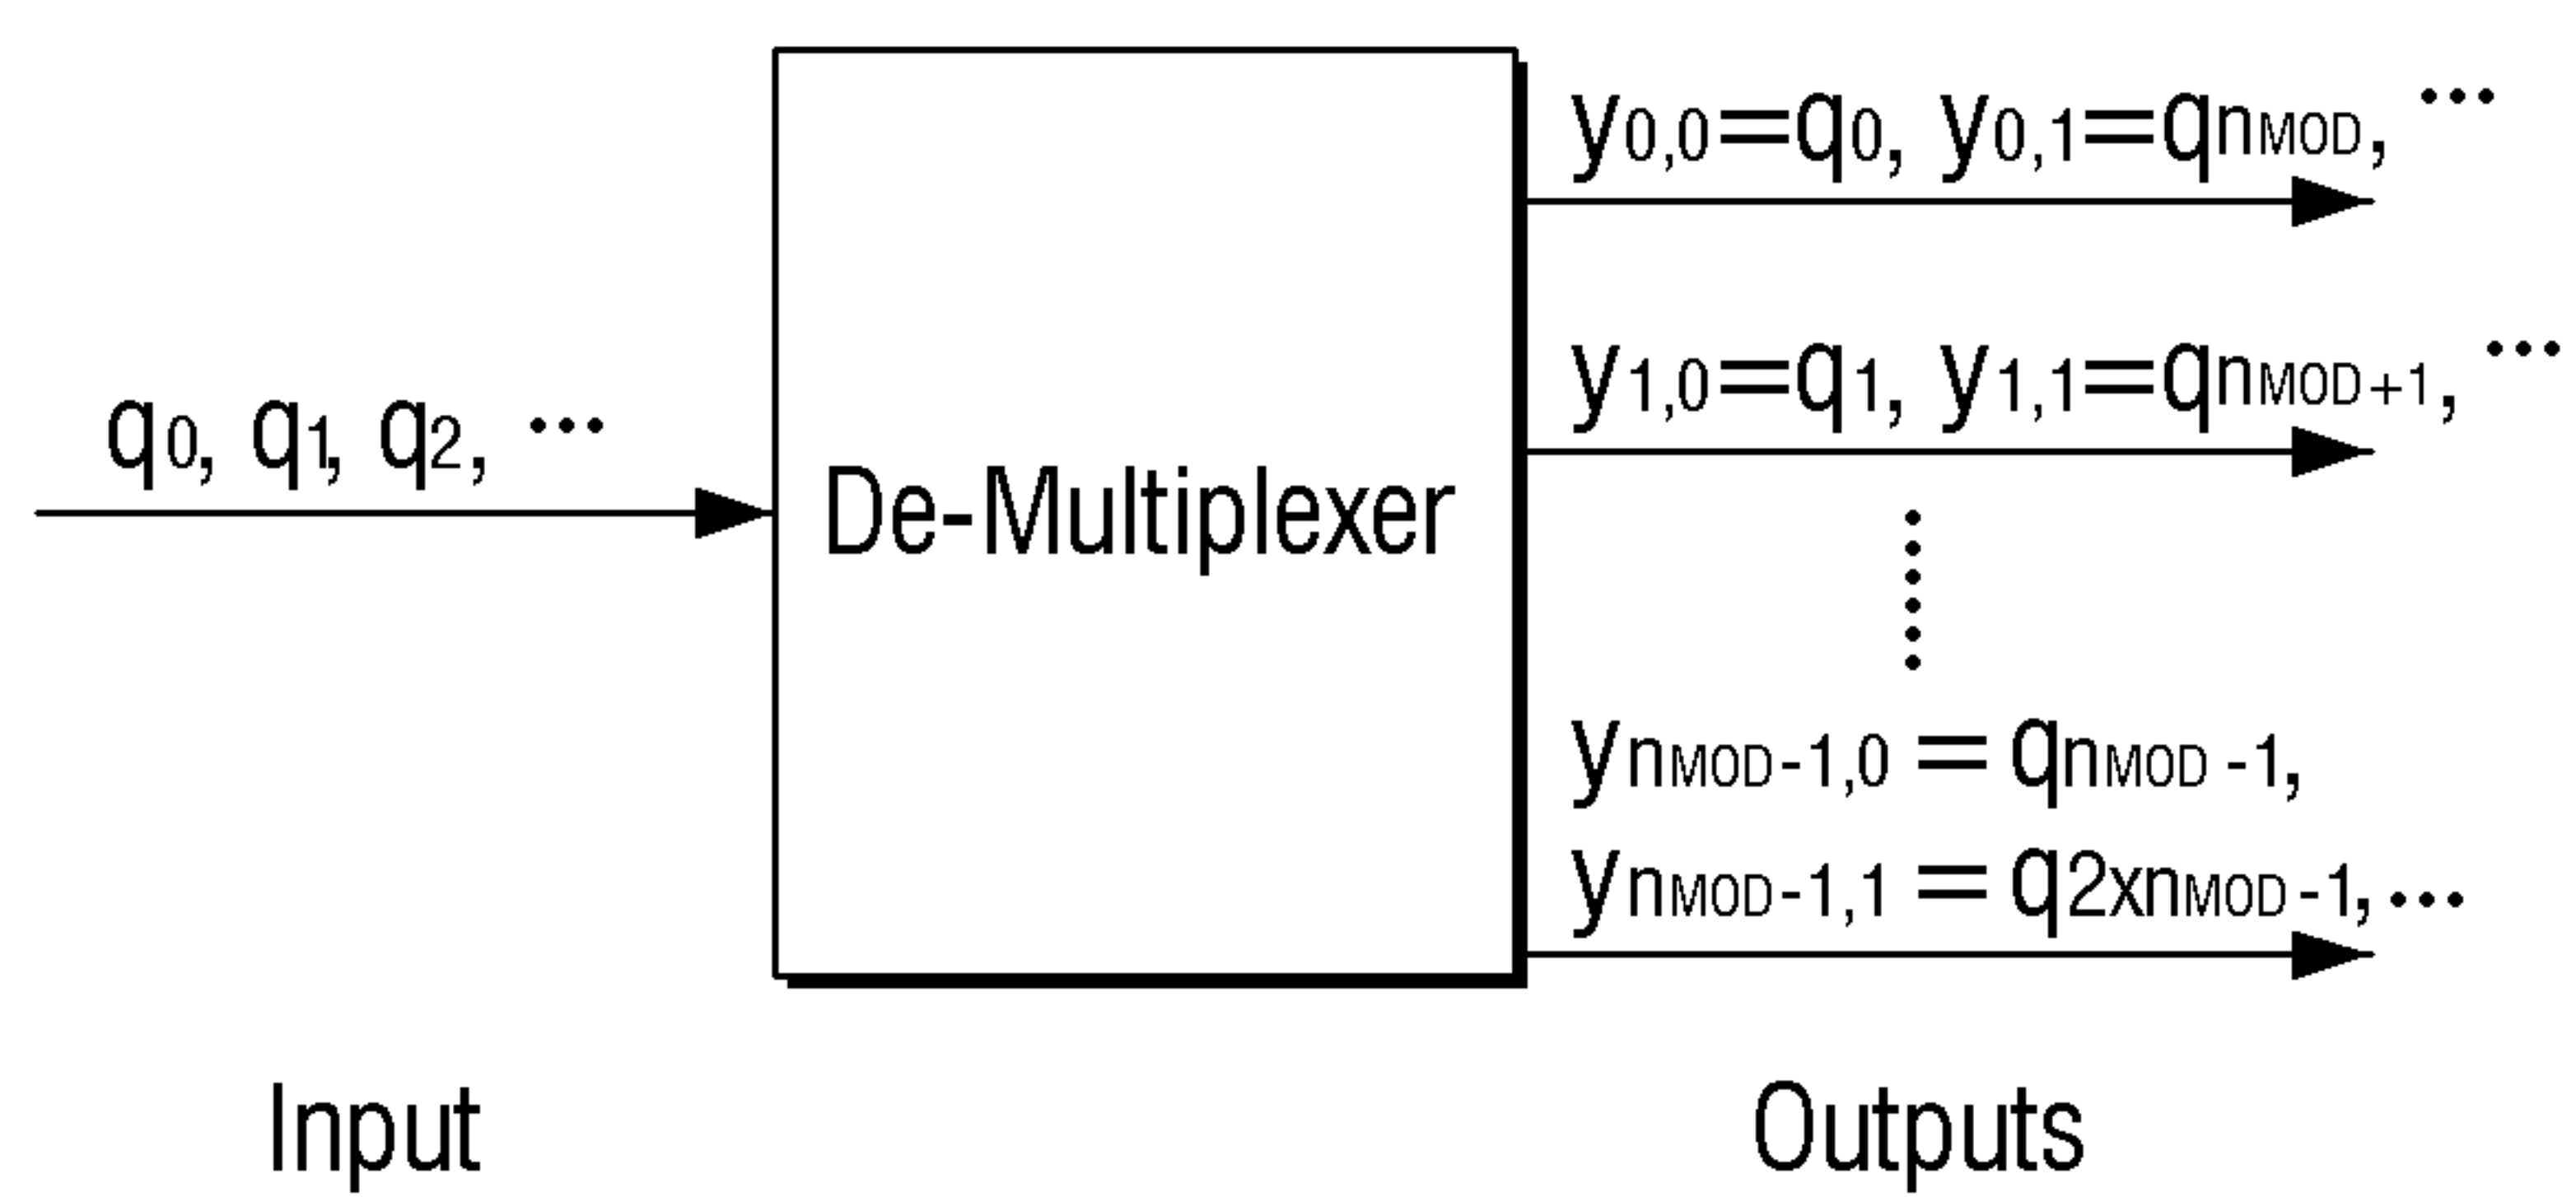 y0,0=q0, y0,1=qnMOD, ...
y1,0=q1, y1,1=qnMOD+1, ...
q0, q1, q2, ...
De-Multiplexer
ynMOD-1,0 = qnMOD -1,
ynMOD-1,1 = q2xnMOD-1, ...
Input
Outputs